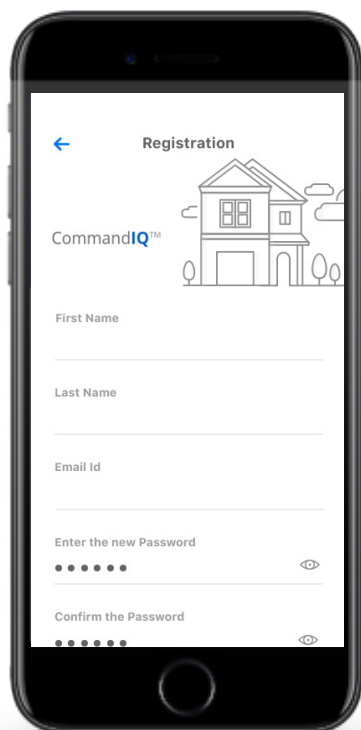 Registration
CommandIQ™
First Name
Last Name
Email Id
Enter the new Password
Confirm the Password